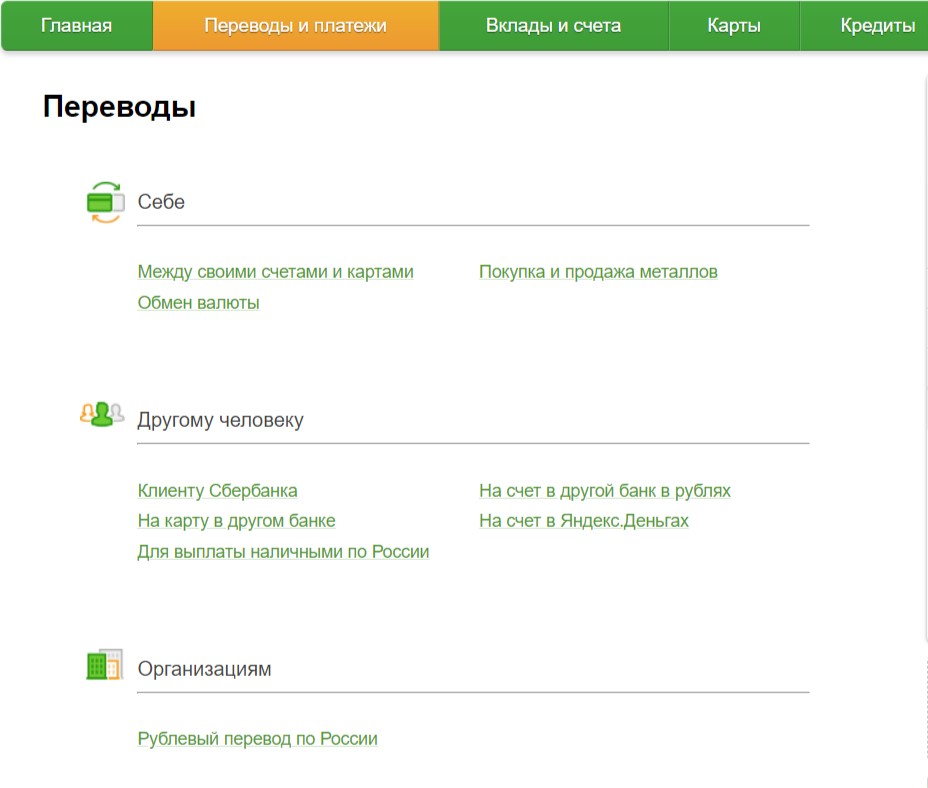 Главная Переводы и платежи Вклады и счета Карты Кредиты
Переводы
Себе
Между своими счетами и картами Покупка и продажа металлов
Обмен валюты
Другому человеку
Клиенту Сбербанка На счет в другой банк в рублях
На карту в другом банке На счет в Яндекс.Деньгах
Для выплаты наличными по России
Организациям
Рублевый перевод по России